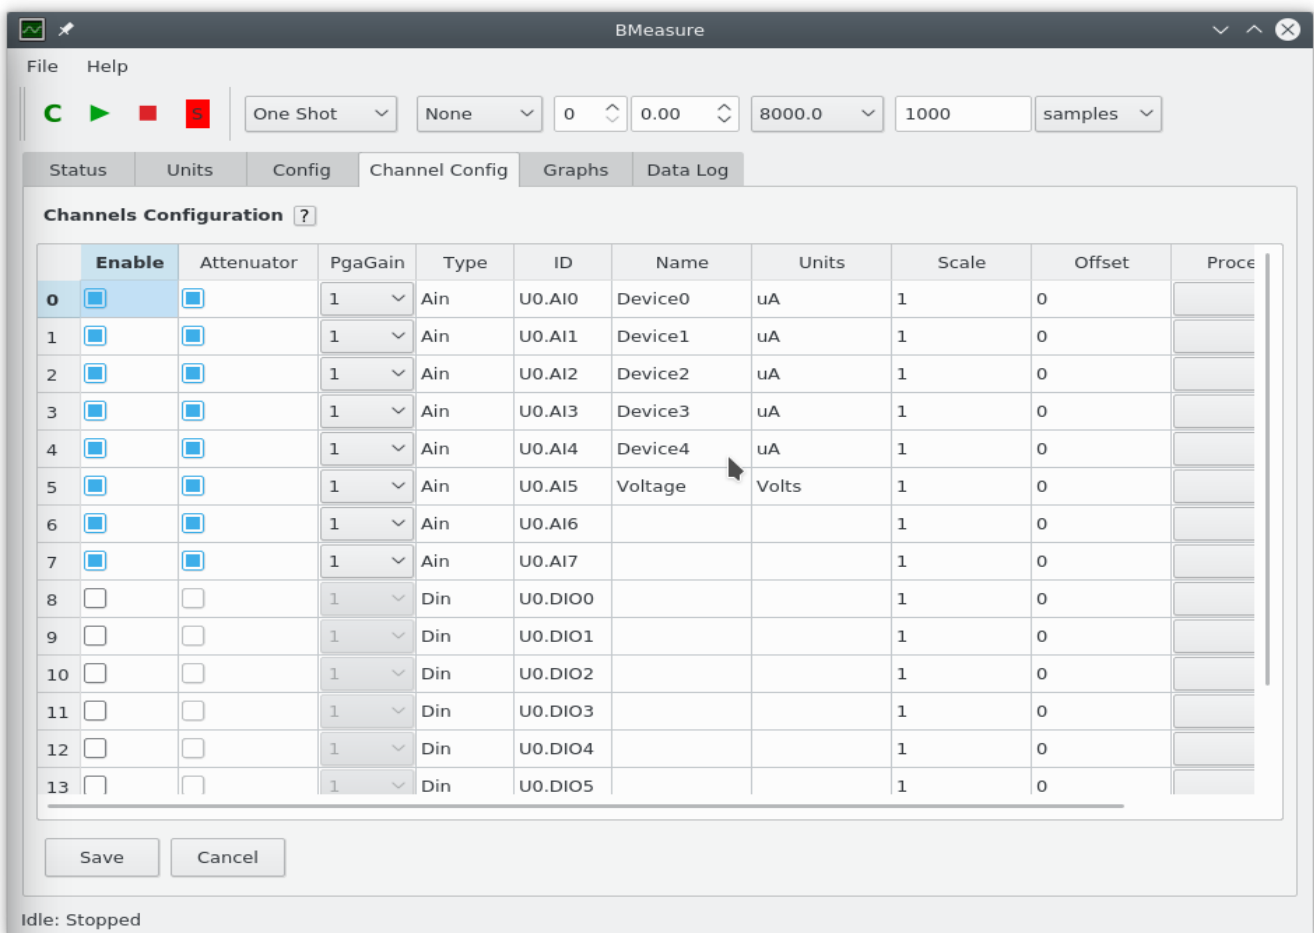 BMeasure
File Help
C S One Shot None 0 0.00 8000.0 1000 samples
Status Units Config Channel Config Graphs Data Log
Channels Configuration ?
Enable Attenuator PgaGain Type ID Name Units Scale Offset Proce
0 1 Ain U0.AI0 Device0 uA 1 0
1 1 Ain U0.AI1 Device1 uA 1 0
2 1 Ain U0.AI2 Device2 uA 1 0
3 1 Ain U0.AI3 Device3 uA 1 0
4 1 Ain U0.AI4 Device4 uA 1 0
5 1 Ain U0.AI5 Voltage Volts 1 0
6 1 Ain U0.AI6 1 0
7 1 Ain U0.AI7 1 0
8 1 Din U0.DIO0 1 0
9 1 Din U0.DIO1 1 0
10 1 Din U0.DIO2 1 0
11 1 Din U0.DIO3 1 0
12 1 Din U0.DIO4 1 0
13 1 Din U0.DIO5 1 0
Save Cancel
Idle: Stopped